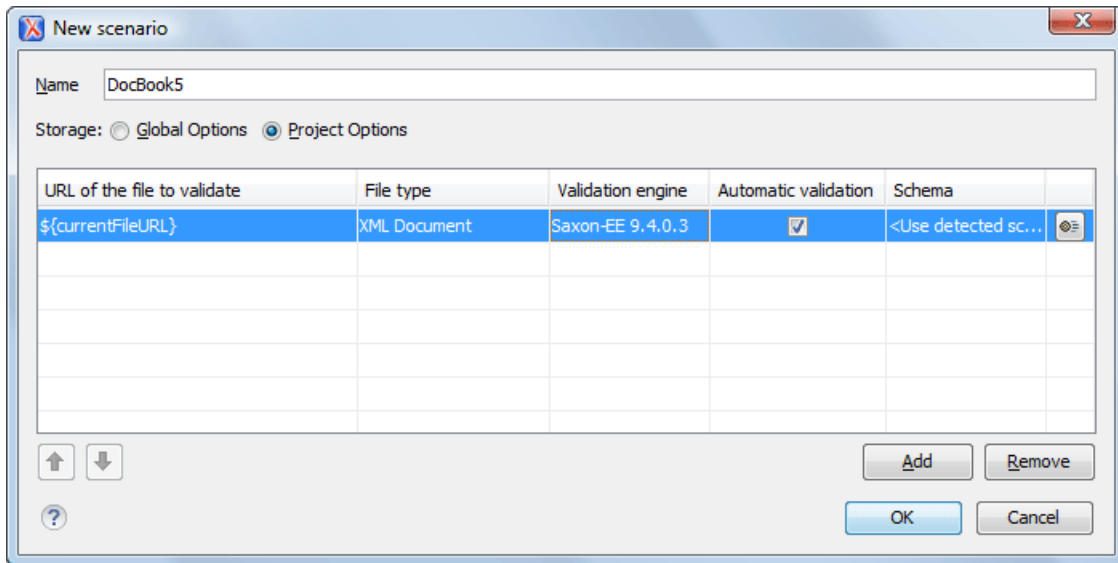 New scenario
Name DocBook5
Storage: Global Options Project Options
URL of the file to validate File type Validation engine Automatic validation Schema
${currentFileURL} XML Document Saxon-EE 9.4.0.3 <Use detected sc...
Add Remove
? OK Cancel